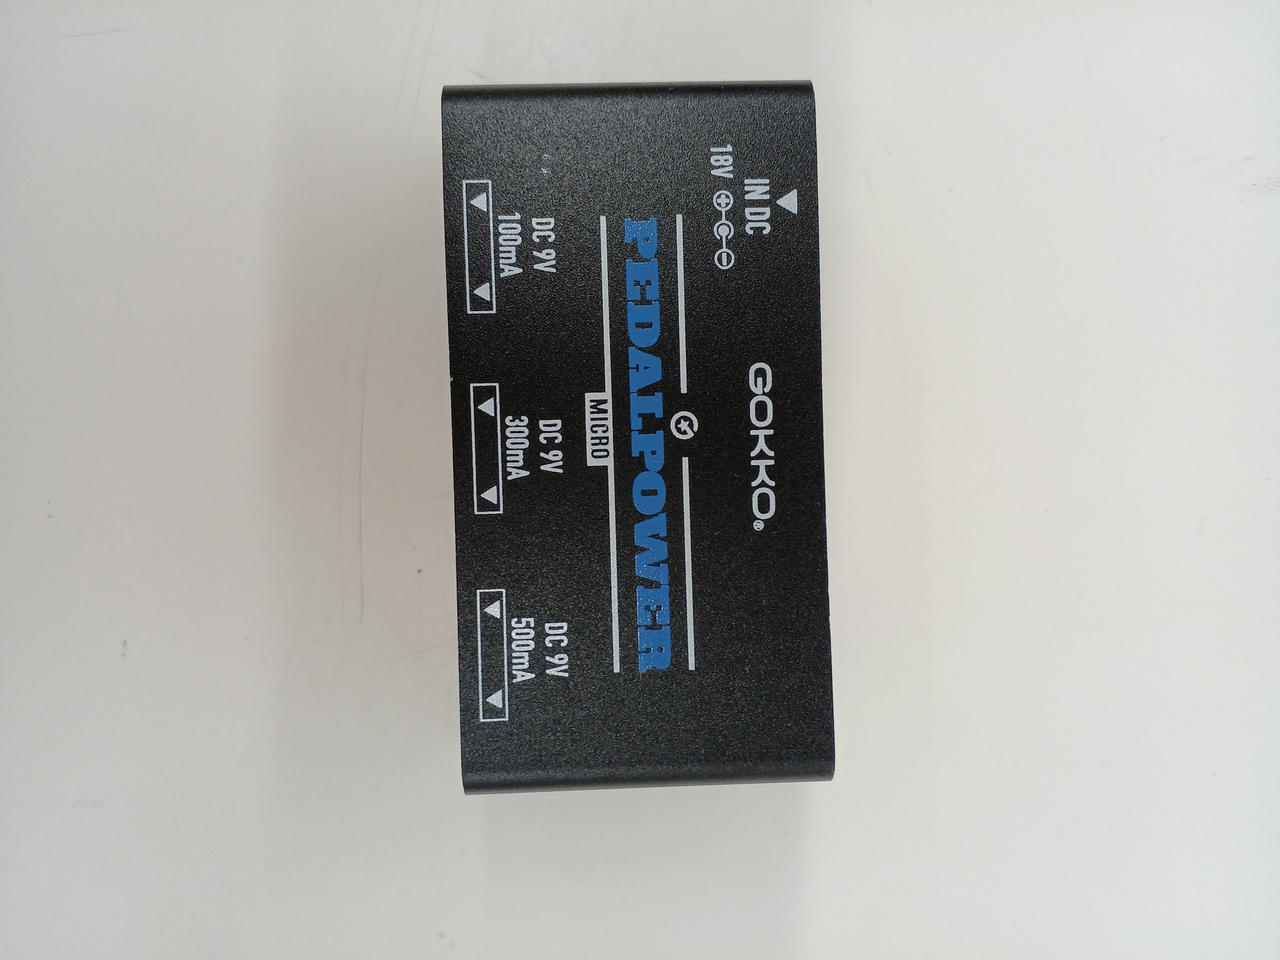 IN DC
18V
GOKKO®
PEDALPOWER
MICRO
DC 9V
100mA
DC 9V
300mA
DC 9V
500mA